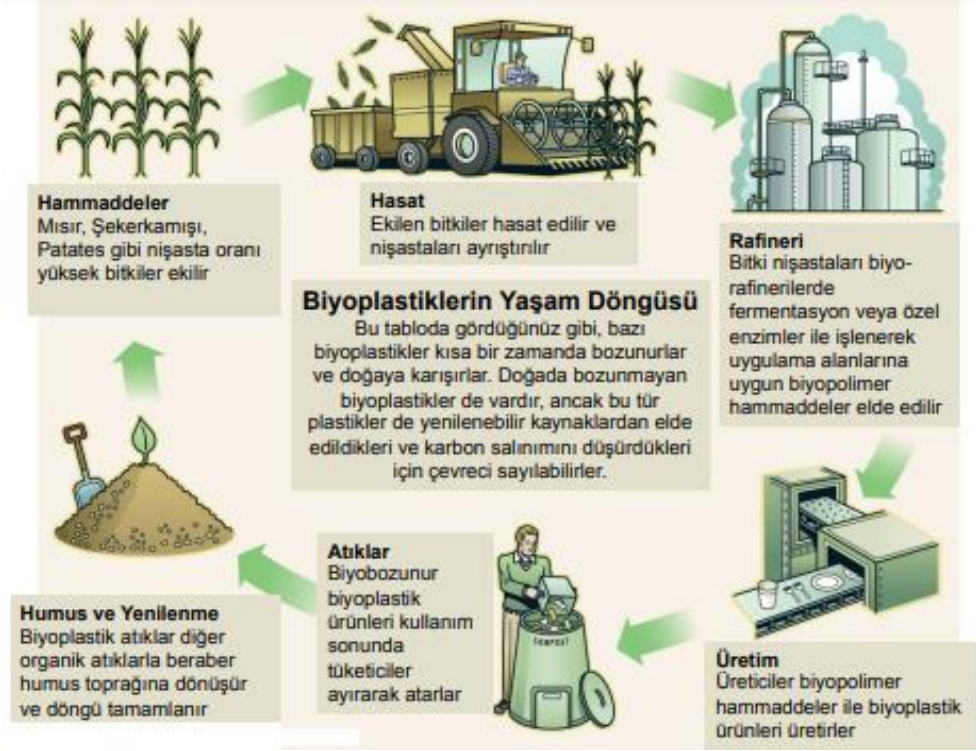 Hammaddeler
Mısır, Şekerkamışı,
Patates gibi nişasta oranı
yüksek bitkiler ekilir
Hasat
Ekilen bitkiler hasat edilir ve
nişastaları ayrıştırılır
Rafineri
Bitki nişastaları biyo-
rafinerilerde
fermentasyon veya özel
enzimler ile işlenerek
uygulama alanlarına
uygun biyopolimer
hammaddeler elde edilir
Biyoplastiklerin Yaşam Döngüsü
Bu tabloda gördüğünüz gibi, bazı
biyoplastikler kısa bir zamanda bozunurlar
ve doğaya karışırlar. Doğada bozunmayan
biyoplastikler de vardır, ancak bu tür
plastikler de yenilenebilir kaynaklardan elde
edildikleri ve karbon salınımını düşürdükleri
için çevreci sayılabilirler.
Üretim
Üreticiler biyopolimer
hammaddeler ile biyoplastik
ürünleri üretirler
COMPOST
Atıklar
Biyobozunur
biyoplastik
ürünleri kullanım
sonunda
tüketiciler
ayırarak atarlar
Humus ve Yenilenme
Biyoplastik atıklar diğer
organik atıklarla beraber
humus toprağına dönüşür
ve döngü tamamlanır